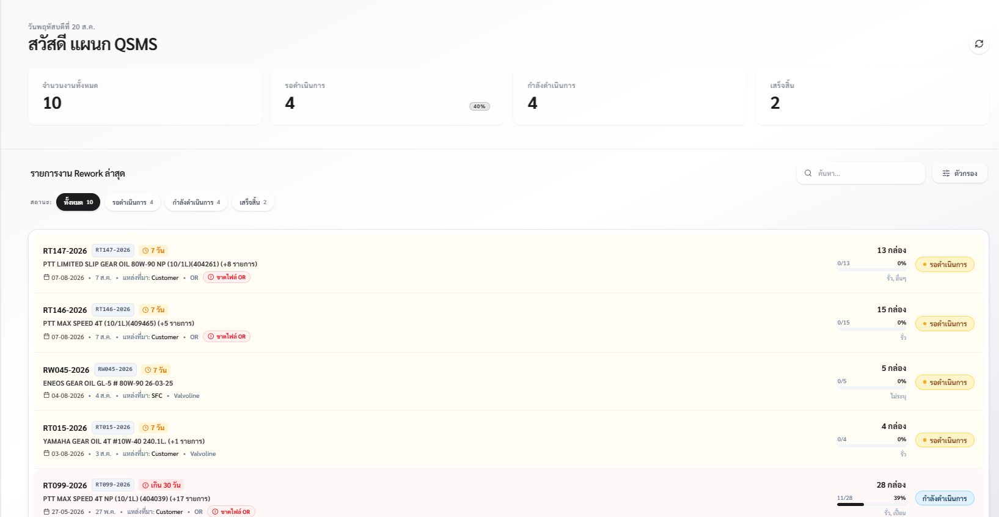 วันพฤหัสบดีที่ 20 ส.ค.
สวัสดี แผนก QSMS
จำนวนงานทั้งหมด
10
รอดำเนินการ
4
40%
กำลังดำเนินการ
4
เสร็จสิ้น
2
รายการงาน Rework ล่าสุด
ค้นหา...
ตัวกรอง
สถานะ: ทั้งหมด 10 รอดำเนินการ 4 กำลังดำเนินการ 4 เสร็จสิ้น 2
RT147-2026 RT147-2026 7 วัน
PTT LIMITED SLIP GEAR OIL 80W-90 NP (10/1L)(404261) (+8 รายการ)
07-08-2026 • 7 ส.ค. • แหล่งที่มา: Customer • OR ขาดไฟล์ OR
13 กล่อง
0/13 0%
รั่ว, อื่นๆ
รอดำเนินการ
RT146-2026 RT146-2026 7 วัน
PTT MAX SPEED 4T (10/1L)(409465) (+5 รายการ)
07-08-2026 • 7 ส.ค. • แหล่งที่มา: Customer • OR ขาดไฟล์ OR
15 กล่อง
0/15 0%
รั่ว
รอดำเนินการ
RW045-2026 RW045-2026 7 วัน
ENEOS GEAR OIL GL-5 # 80W-90 26-03-25
04-08-2026 • 4 ส.ค. • แหล่งที่มา: SFC • Valvoline
5 กล่อง
0/5 0%
ไม่ระบุ
รอดำเนินการ
RT015-2026 RT015-2026 7 วัน
YAMAHA GEAR OIL 4T #10W-40 240.1L. (+1 รายการ)
03-08-2026 • 3 ส.ค. • แหล่งที่มา: Customer • Valvoline
4 กล่อง
0/4 0%
รั่ว
รอดำเนินการ
RT099-2026 RT099-2026 เกิน 30 วัน
PTT MAX SPEED 4T NP (10/1L) (404039) (+17 รายการ)
27-05-2026 • 27 พ.ค. • แหล่งที่มา: Customer • OR ขาดไฟล์ OR
28 กล่อง
11/28 39%
รั่ว, เปื้อน
กำลังดำเนินการ